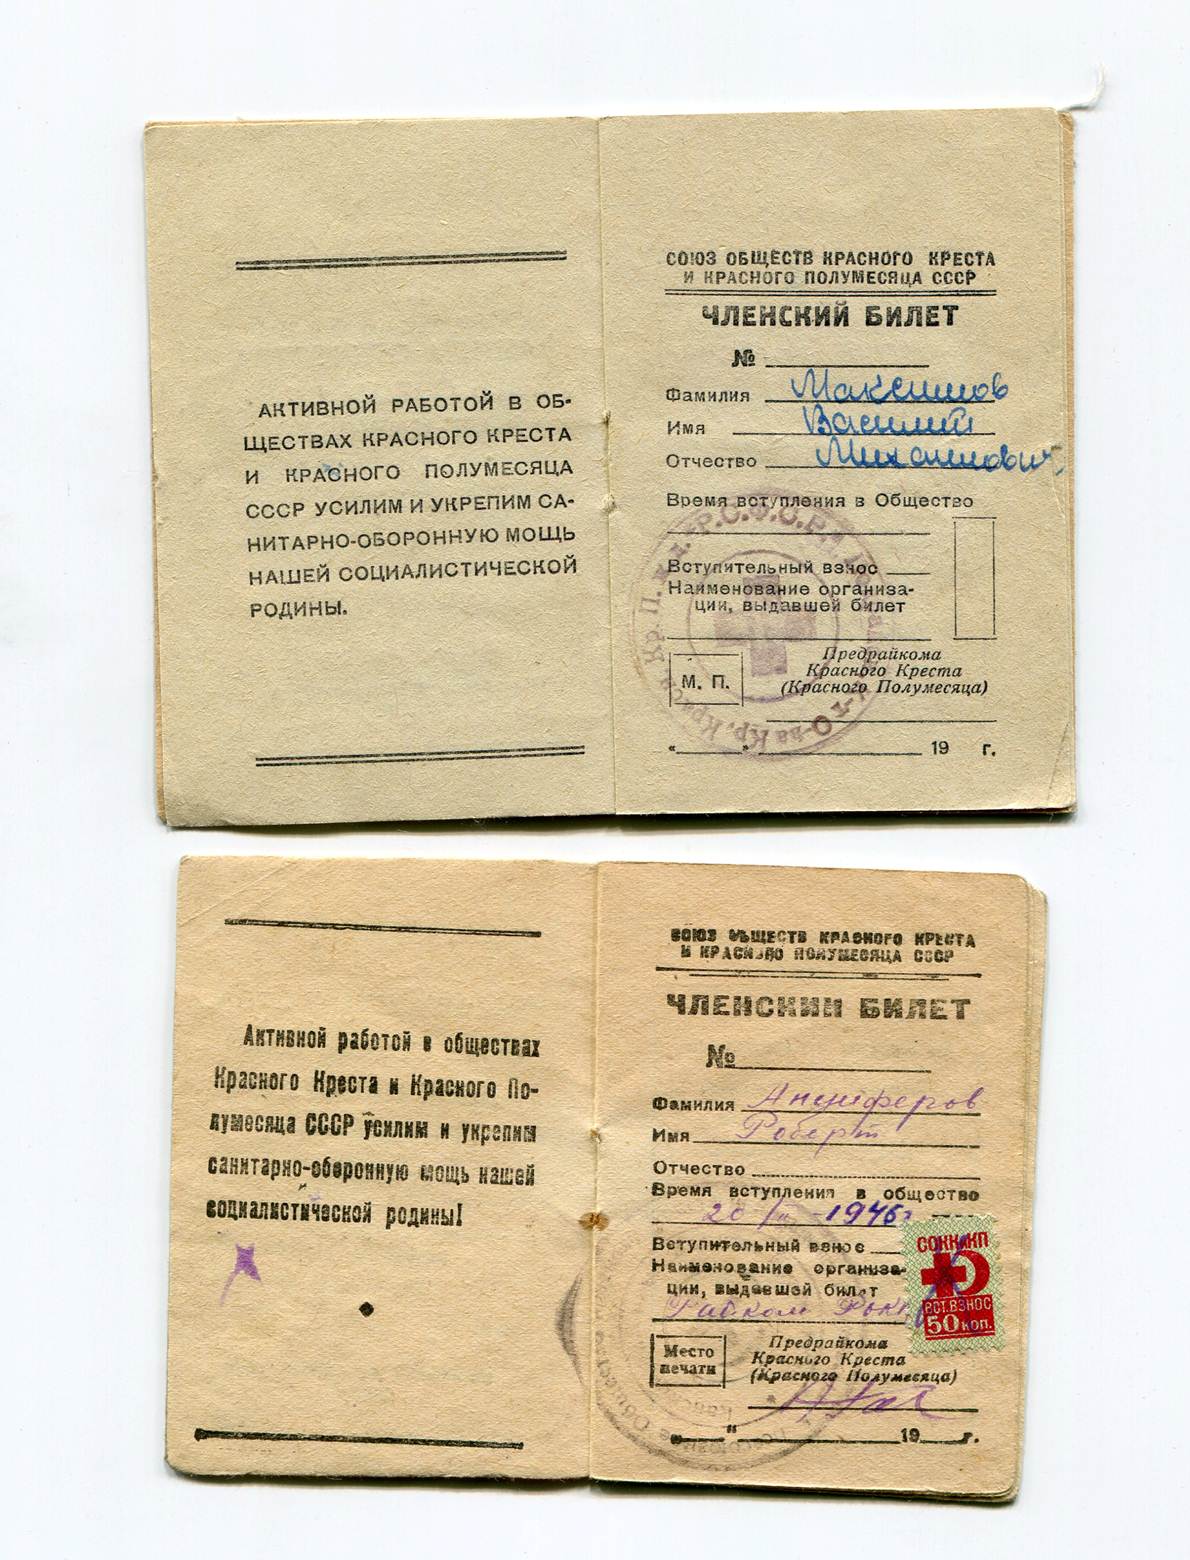 АКТИВНОЙ РАБОТОЙ В ОБ-
ЩЕСТВАХ КРАСНОГО КРЕСТА
И КРАСНОГО ПОЛУМЕСЯЦА
СССР УСИЛИМ И УКРЕПИМ СА-
НИТАРНО-ОБОРОННУЮ МОЩЬ
НАШЕЙ СОЦИАЛИСТИЧЕСКОЙ
РОДИНЫ.
СОЮЗ ОБЩЕСТВ КРАСНОГО КРЕСТА
И КРАСНОГО ПОЛУМЕСЯЦА СССР
ЧЛЕНСКИЙ БИЛЕТ
№
Фамилия Максимов
Имя Василий
Отчество Михайлович
Время вступления в Общество
Вступительный взнос
Наименование организа-
ции, выдавшей билет
Предрайкома
Красного Креста
(Красного Полумесяца)
М. П.
"  " 19  г.
Активной работой в обществах
Красного Креста и Красного По-
лумесяца СССР усилим и укрепим
санитарно-оборонную мощь нашей
социалистической родины!
СОЮЗ ОБЩЕСТВ КРАСНОГО КРЕСТА
И КРАСНОГО ПОЛУМЕСЯЦА СССР
ЧЛЕНСКИЙ БИЛЕТ
№
Фамилия Анциферов
Имя Роберт
Отчество
Время вступления в общество
1946 г
Вступительный взнос
Наименование организа-
ции, выдавшей билет
СОКК и КП
ВСТ. ВЗНОС
50 коп.
Место
печати
Предрайкома
Красного Креста
(Красного Полумесяца)
"  " 19  г.